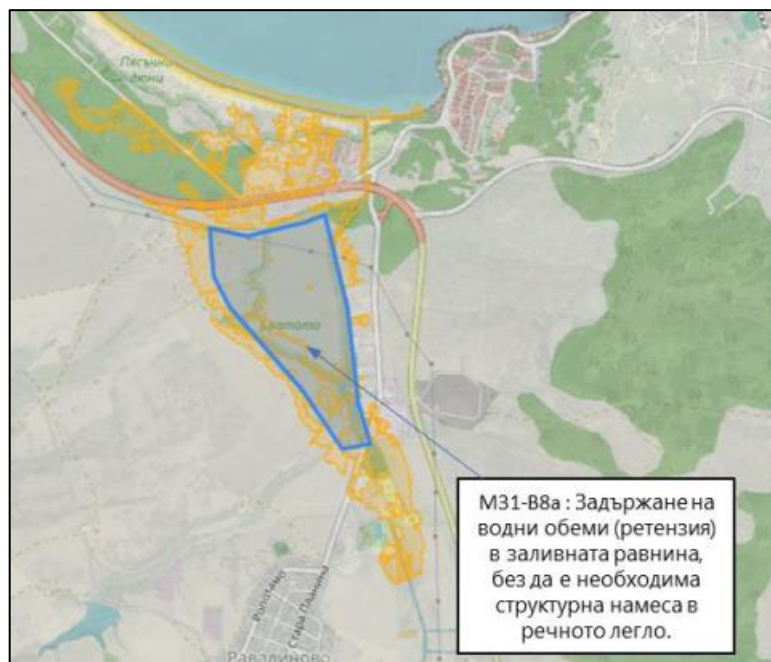 Пясъчни
дюни
Блатото
М31-В8а : Задържане на
водни обеми (ретензия)
в заливната равнина,
без да е необходима
структурна намеса в
речното легло.
Ропотамо
Стара Планина
Равадиново